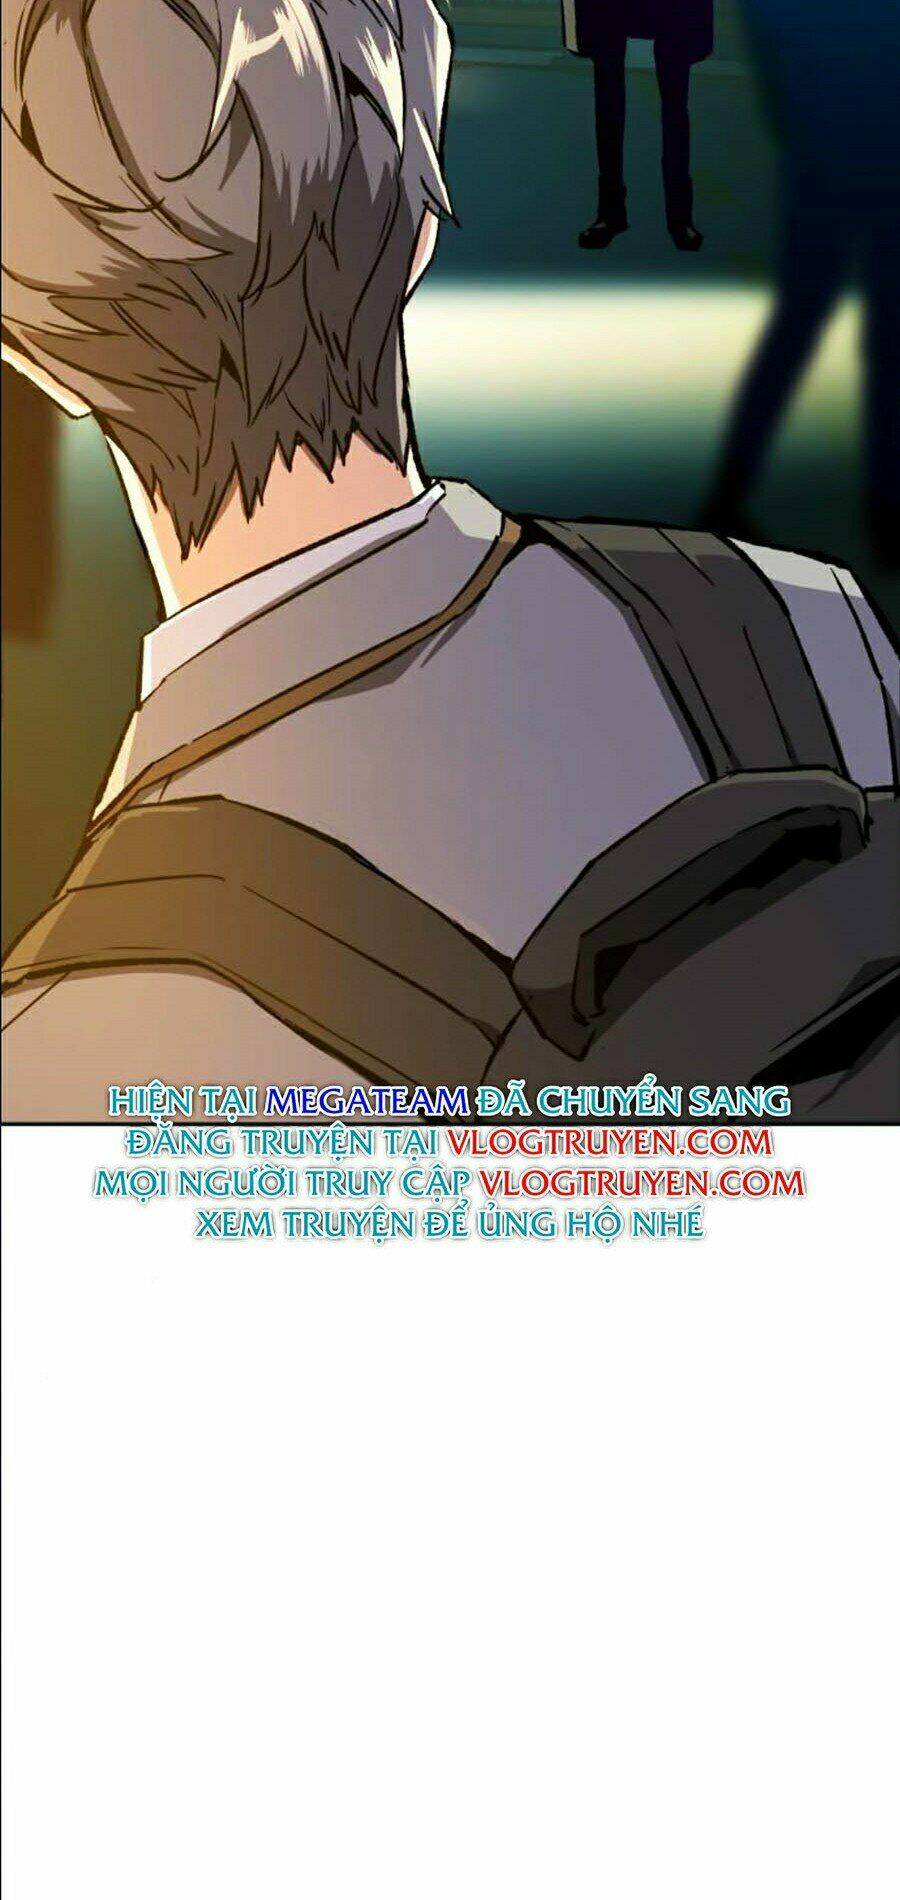 HIỆN TẠI MEGATEAM ĐÃ CHUYỂN SANG
ĐĂNG TRUYỆN TẠI VLOGTRUYEN.COM
MỌI NGƯỜI TRUY CẬP VLOGTRUYEN.COM
XEM TRUYỆN ĐỂ ỦNG HỘ NHÉ